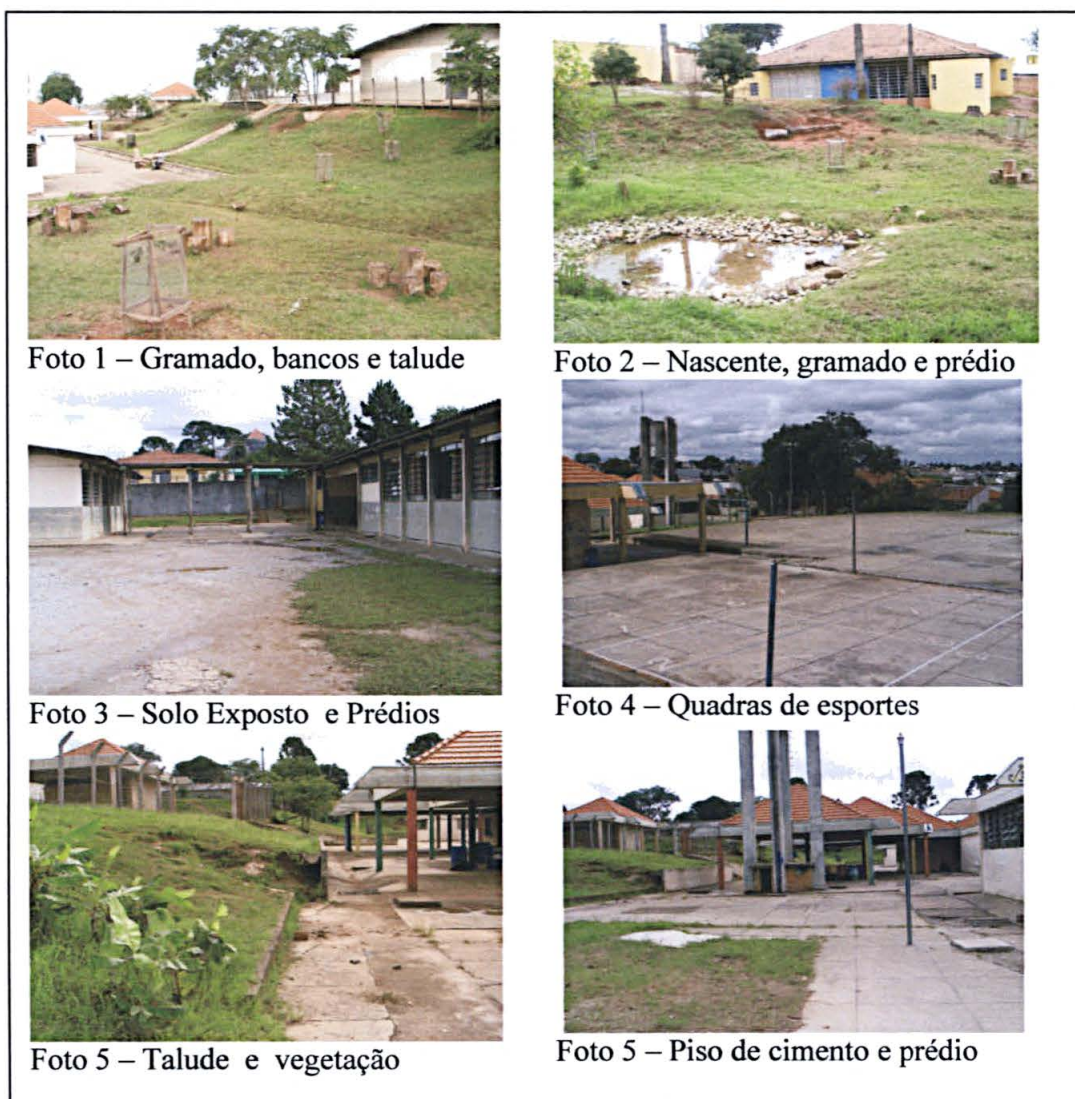 Foto 1 – Gramado, bancos e talude
Foto 2 – Nascente, gramado e prédio
Foto 3 – Solo Exposto e Prédios
Foto 4 – Quadras de esportes
Foto 5 – Talude e vegetação
Foto 5 – Piso de cimento e prédio